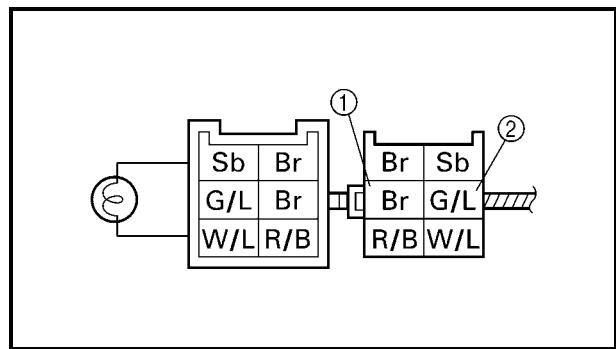 ① ②
Sb Br Br Sb
G/L Br Br G/L
W/L R/B R/B W/L